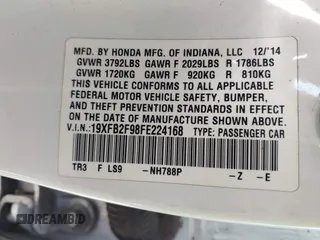 MFD. BY HONDA MFG. OF INDIANA, LLC 12/'14
GVWR 3792LBS GAWR F 2029LBS R 1786LBS
GVWR 1720KG GAWR F 920KG R 810KG
THIS VEHICLE CONFORMS TO ALL APPLICABLE
FEDERAL MOTOR VEHICLE SAFETY, BUMPER,
AND THEFT PREVENTION STANDARDS IN EFFECT
ON THE DATE OF MANUFACTURE SHOWN ABOVE.
V.I.N.:19XFB2F98FE224168 TYPE: PASSENGER CAR
TR3 F LS9 -NH788P -Z -E
DREAMBID